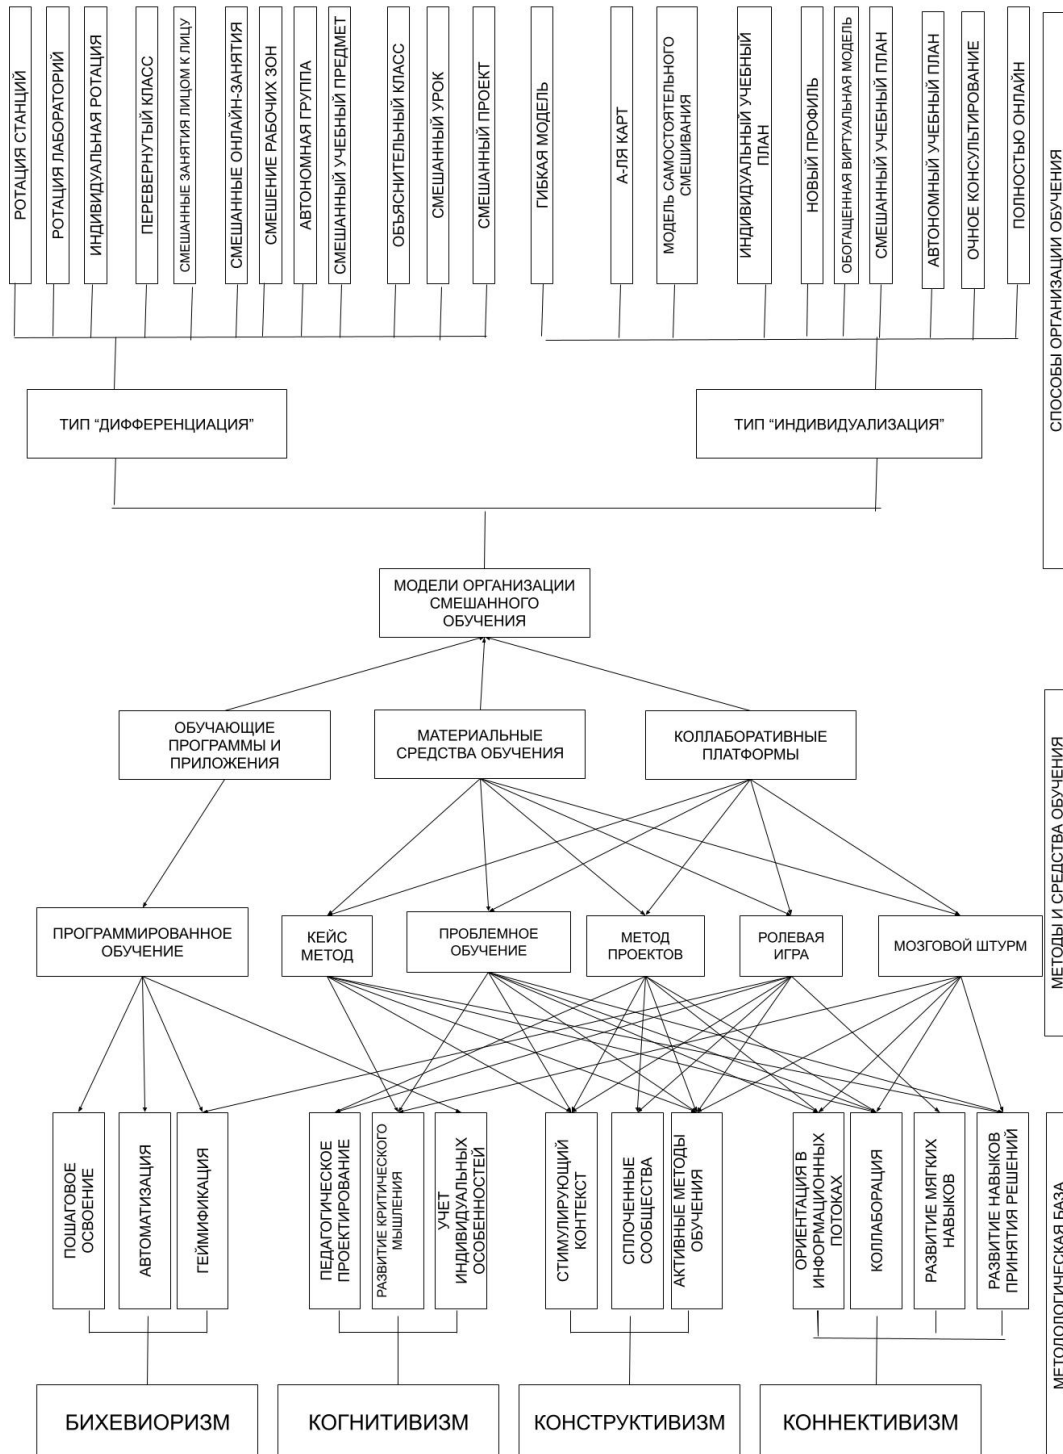 РОТАЦИЯ СТАНЦИЙ
РОТАЦИЯ ЛАБОРАТОРИЙ
ИНДИВИДУАЛЬНАЯ РОТАЦИЯ
ПЕРЕВЕРНУТЫЙ КЛАСС
СМЕШАННЫЕ ЗАНЯТИЯ ЛИЦОМ К ЛИЦУ
СМЕШАННЫЕ ОНЛАЙН-ЗАНЯТИЯ
СМЕШЕНИЕ РАБОЧИХ ЗОН
АВТОНОМНАЯ ГРУППА
СМЕШАННЫЙ УЧЕБНЫЙ ПРЕДМЕТ
ОБЪЯСНИТЕЛЬНЫЙ КЛАСС
СМЕШАННЫЙ УРОК
СМЕШАННЫЙ ПРОЕКТ
ГИБКАЯ МОДЕЛЬ
А-ЛЯ КАРТ
МОДЕЛЬ САМОСТОЯТЕЛЬНОГО
СМЕШИВАНИЯ
ИНДИВИДУАЛЬНЫЙ УЧЕБНЫЙ
ПЛАН
НОВЫЙ ПРОФИЛЬ
ОБОГАЩЕННАЯ ВИРТУАЛЬНАЯ МОДЕЛЬ
СМЕШАННЫЙ УЧЕБНЫЙ ПЛАН
АВТОНОМНЫЙ УЧЕБНЫЙ ПЛАН
ОЧНОЕ КОНСУЛЬТИРОВАНИЕ
ПОЛНОСТЬЮ ОНЛАЙН
СПОСОБЫ ОРГАНИЗАЦИИ ОБУЧЕНИЯ
ТИП “ДИФФЕРЕНЦИАЦИЯ”
ТИП “ИНДИВИДУАЛИЗАЦИЯ”
МОДЕЛИ ОРГАНИЗАЦИИ
СМЕШАННОГО
ОБУЧЕНИЯ
ОБУЧАЮЩИЕ
ПРОГРАММЫ И
ПРИЛОЖЕНИЯ
МАТЕРИАЛЬНЫЕ
СРЕДСТВА ОБУЧЕНИЯ
КОЛЛАБОРАТИВНЫЕ
ПЛАТФОРМЫ
МЕТОДЫ И СРЕДСТВА ОБУЧЕНИЯ
ПРОГРАММИРОВАННОЕ
ОБУЧЕНИЕ
КЕЙС
МЕТОД
ПРОБЛЕМНОЕ
ОБУЧЕНИЕ
МЕТОД
ПРОЕКТОВ
РОЛЕВАЯ
ИГРА
МОЗГОВОЙ ШТУРМ
ПОШАГОВОЕ
ОСВОЕНИЕ
АВТОМАТИЗАЦИЯ
ГЕЙМИФИКАЦИЯ
ПЕДАГОГИЧЕСКОЕ
ПРОЕКТИРОВАНИЕ
РАЗВИТИЕ КРИТИЧЕСКОГО
МЫШЛЕНИЯ
УЧЕТ
ИНДИВИДУАЛЬНЫХ
ОСОБЕННОСТЕЙ
СТИМУЛИРУЮЩИЙ
КОНТЕКСТ
СПЛОЧЕННЫЕ
СООБЩЕСТВА
АКТИВНЫЕ МЕТОДЫ
ОБУЧЕНИЯ
ОРИЕНТАЦИЯ В
ИНФОРМАЦИОННЫХ
ПОТОКАХ
КОЛЛАБОРАЦИЯ
РАЗВИТИЕ МЯГКИХ
НАВЫКОВ
РАЗВИТИЕ НАВЫКОВ
ПРИНЯТИЯ РЕШЕНИЙ
МЕТОДОЛОГИЧЕСКАЯ БАЗА
БИХЕВИОРИЗМ
КОГНИТИВИЗМ
КОНСТРУКТИВИЗМ
КОННЕКТИВИЗМ